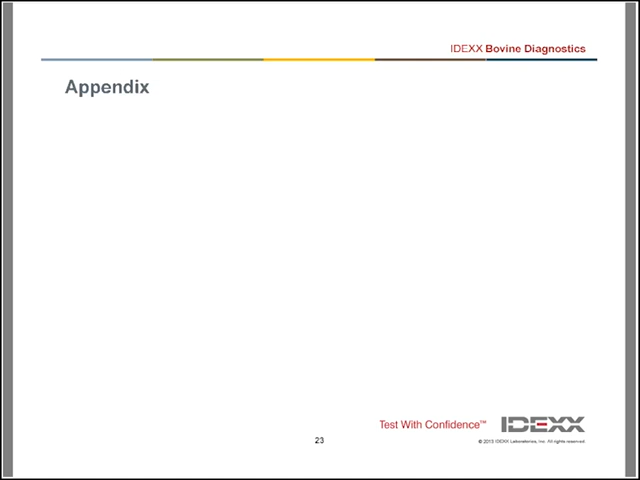 IDEXX Bovine Diagnostics
Appendix
Test With Confidence™
IDEXX
23
© 2013 IDEXX Laboratories, Inc. All rights reserved.